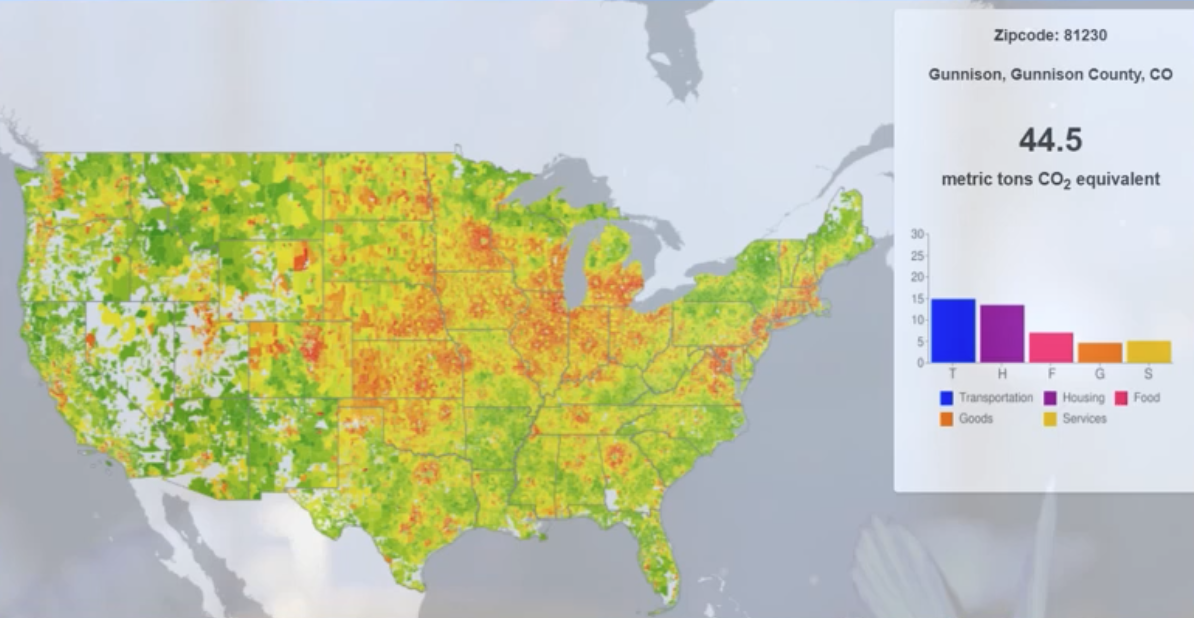 Zipcode: 81230
Gunnison, Gunnison County, CO
44.5
metric tons CO₂ equivalent
30
25
20
15
10
5
0
T H F G S
Transportation Housing Food
Goods Services